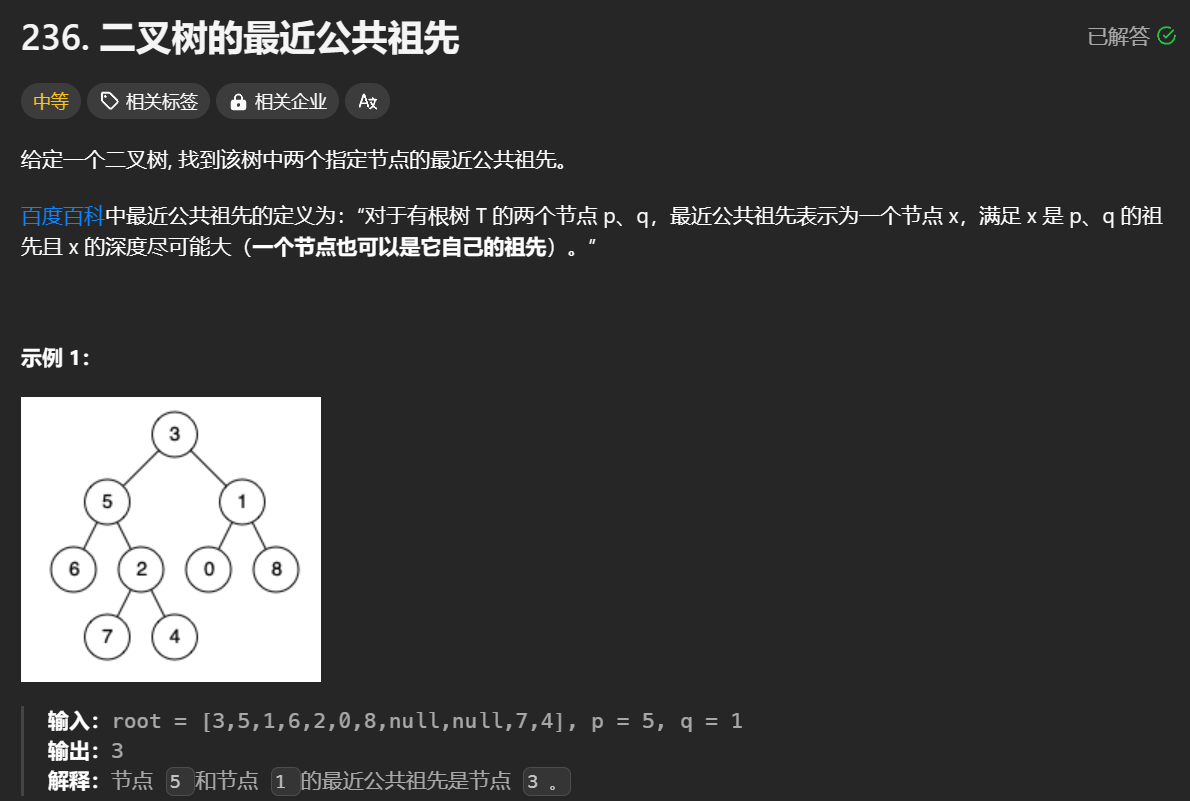 236. 二叉树的最近公共祖先
已解答
中等 相关标签 相关企业 Aあ
给定一个二叉树, 找到该树中两个指定节点的最近公共祖先。
百度百科中最近公共祖先的定义为：“对于有根树 T 的两个节点 p、q，最近公共祖先表示为一个节点 x，满足 x 是 p、q 的祖
先且 x 的深度尽可能大（一个节点也可以是它自己的祖先）。”
示例 1：
3
5 1
6 2 0 8
7 4
输入：root = [3,5,1,6,2,0,8,null,null,7,4], p = 5, q = 1
输出：3
解释：节点 5 和节点 1 的最近公共祖先是节点 3 。